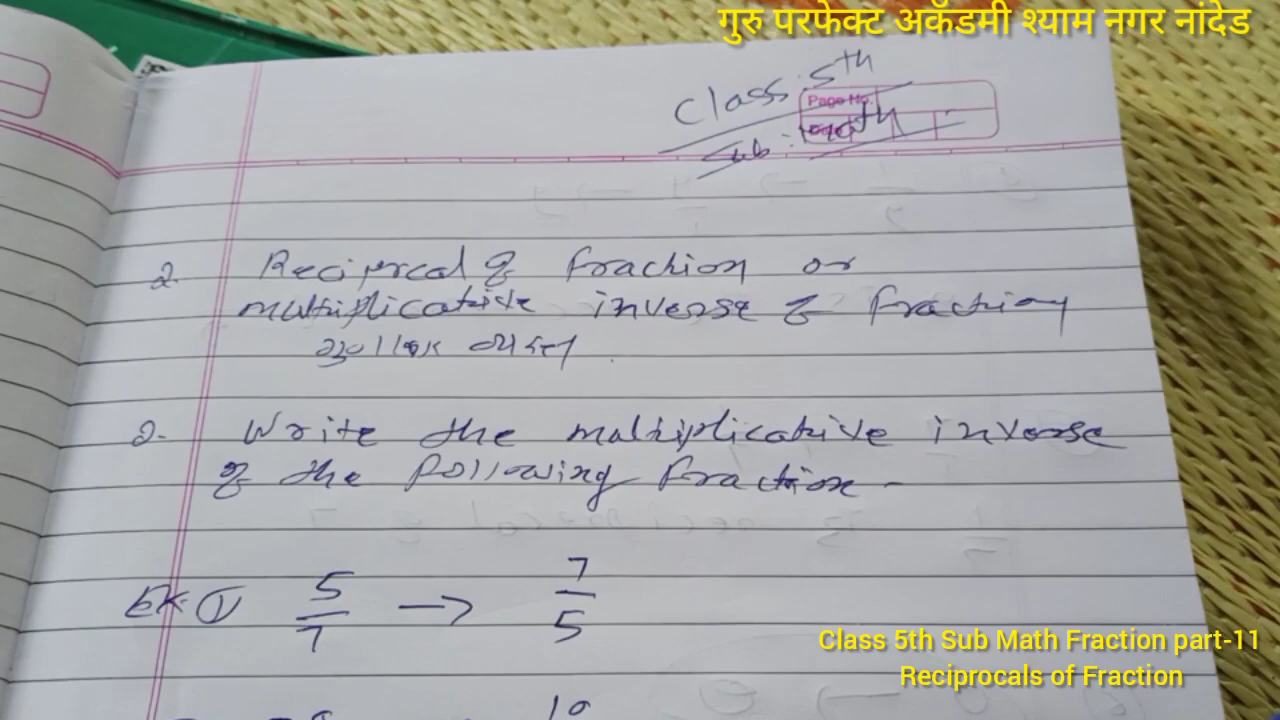 गुरु परफेक्ट अकॅडमी श्याम नगर नांदेड
Class: 5th
Page No.
Sub: math
2. Reciprcal of fraction or
multiplicative inverse of fraction
2. Write the multiplicative inverse
of the following fraction -
Ex ① 5/7 → 7/5
Class 5th Sub Math Fraction part-11
Reciprocals of Fraction
10